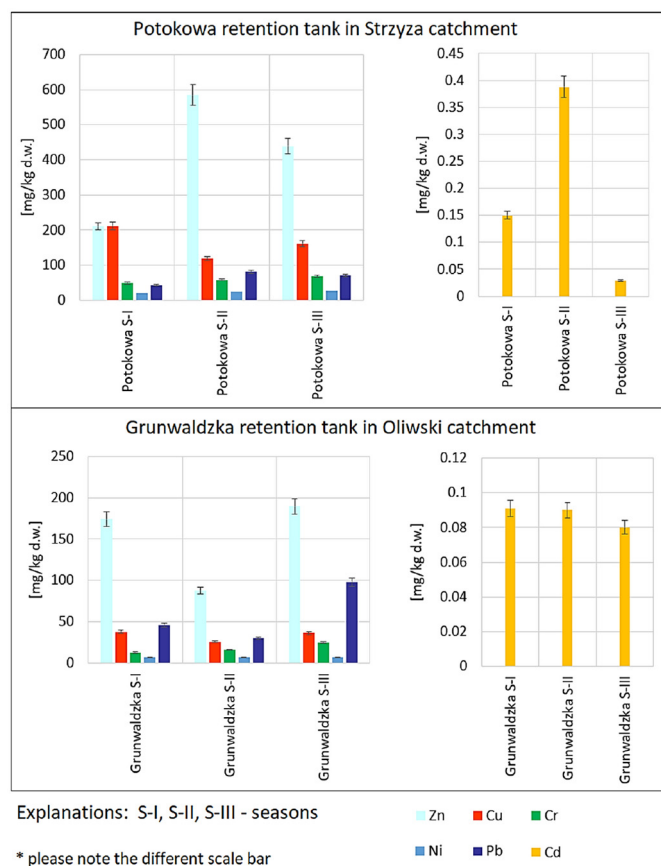 Potokowa retention tank in Strzyza catchment
[mg/kg d.w.]
700
600
500
400
300
200
100
0
Potokowa S-I
Potokowa S-II
Potokowa S-III
[mg/kg d.w.]
0.45
0.4
0.35
0.3
0.25
0.2
0.15
0.1
0.05
0
Potokowa S-I
Potokowa S-II
Potokowa S-III
Grunwaldzka retention tank in Oliwski catchment
[mg/kg d.w.]
250
200
150
100
50
0
Grunwaldzka S-I
Grunwaldzka S-II
Grunwaldzka S-III
[mg/kg d.w.]
0.12
0.1
0.08
0.06
0.04
0.02
0
Grunwaldzka S-I
Grunwaldzka S-II
Grunwaldzka S-III
Explanations: S-I, S-II, S-III - seasons
Zn Cu Cr
Ni Pb Cd
* please note the different scale bar